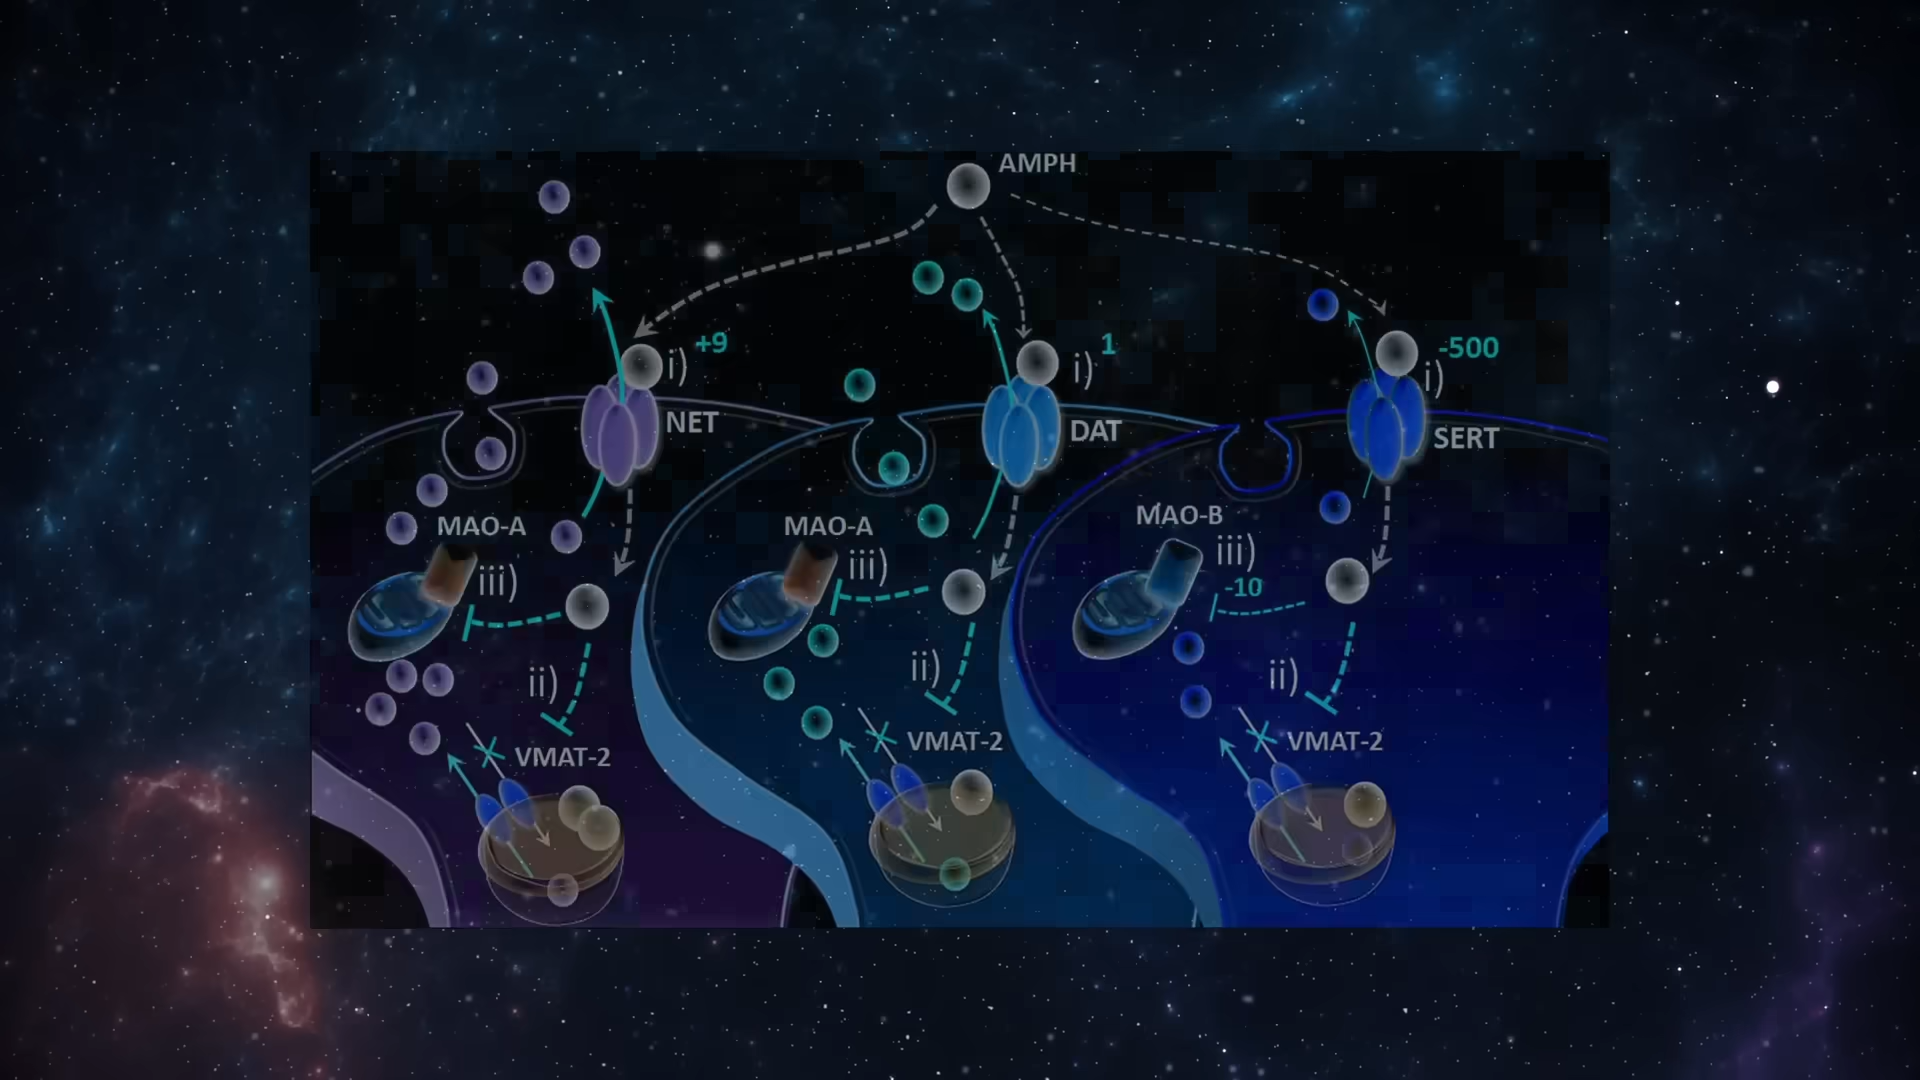 AMPH
+9
i)
NET
1
i)
DAT
-500
i)
SERT
MAO-A
iii)
ii)
VMAT-2
MAO-A
iii)
ii)
VMAT-2
MAO-B
iii)
-10
ii)
VMAT-2